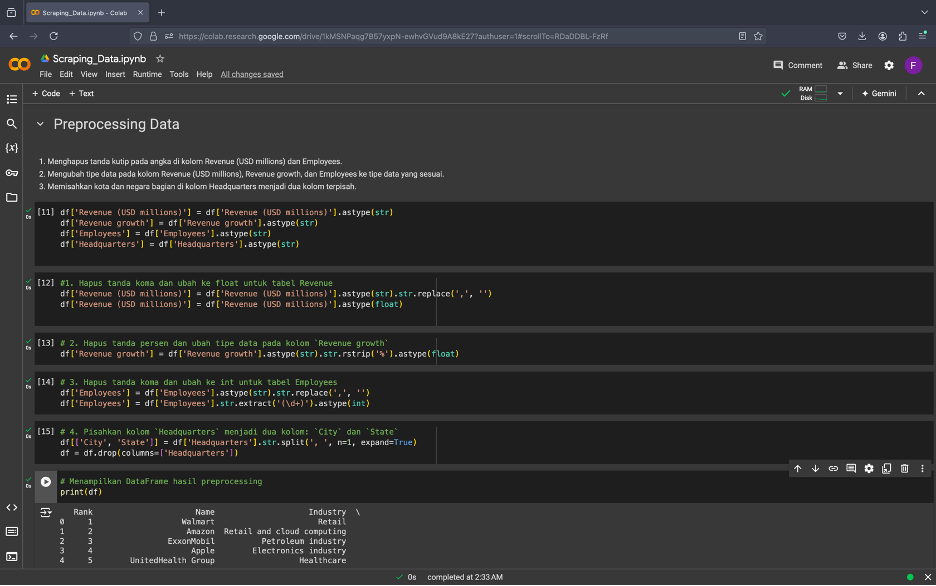 Scraping_Data.ipynb - Colab
https://colab.research.google.com/drive/1kMSNPaqg7B57yxpN-ewhvGVud9A8kE27?authuser=1#scrollTo=RDaDOBL-FzRf
CO Scraping_Data.ipynb
File Edit View Insert Runtime Tools Help All changes saved
Comment Share F
+ Code + Text
RAM
Disk
Gemini
Preprocessing Data
1. Menghapus tanda kutip pada angka di kolom Revenue (USD millions) dan Employees.
2. Mengubah tipe data pada kolom Revenue (USD millions), Revenue growth, dan Employees ke tipe data yang sesuai.
3. Memisahkan kota dan negara bagian di kolom Headquarters menjadi dua kolom terpisah.
0s [11] df['Revenue (USD millions)'] = df['Revenue (USD millions)'].astype(str)
df['Revenue growth'] = df['Revenue growth'].astype(str)
df['Employees'] = df['Employees'].astype(str)
df['Headquarters'] = df['Headquarters'].astype(str)
0s [12] #1. Hapus tanda koma dan ubah ke float untuk tabel Revenue
df['Revenue (USD millions)'] = df['Revenue (USD millions)'].astype(str).str.replace(',', '')
df['Revenue (USD millions)'] = df['Revenue (USD millions)'].astype(float)
0s [13] # 2. Hapus tanda persen dan ubah tipe data pada kolom `Revenue growth`
df['Revenue growth'] = df['Revenue growth'].astype(str).str.rstrip('%').astype(float)
0s [14] # 3. Hapus tanda koma dan ubah ke int untuk tabel Employees
df['Employees'] = df['Employees'].astype(str).str.replace(',', '')
df['Employees'] = df['Employees'].str.extract('(\d+)').astype(int)
0s [15] # 4. Pisahkan kolom `Headquarters` menjadi dua kolom: `City` dan `State`
df[['City', 'State']] = df['Headquarters'].str.split(', ', n=1, expand=True)
df = df.drop(columns=['Headquarters'])
0s # Menampilkan DataFrame hasil preprocessing
print(df)
Rank Name Industry \
0 1 Walmart Retail
1 2 Amazon Retail and cloud computing
2 3 ExxonMobil Petroleum industry
3 4 Apple Electronics industry
4 5 UnitedHealth Group Healthcare
0s completed at 2:33 AM